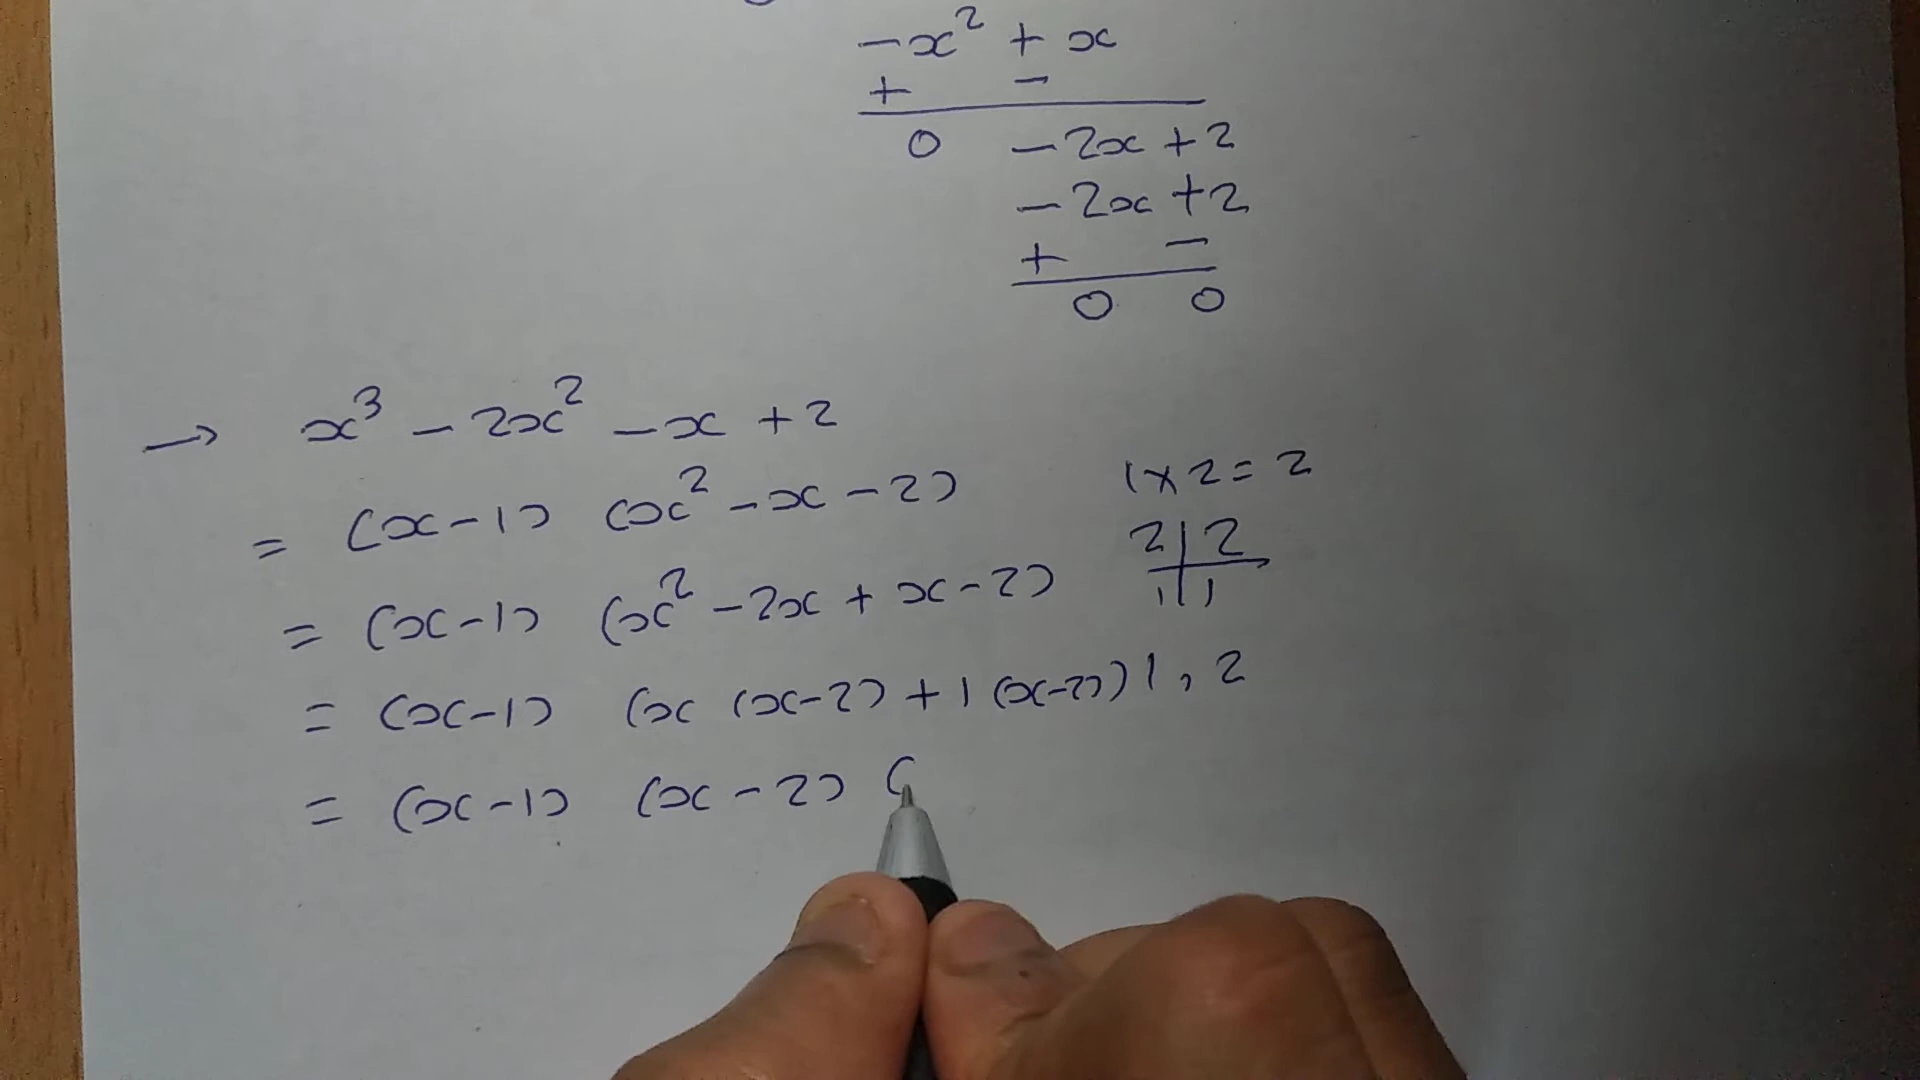 -x² + x
+ -
0 -2x + 2
-2x + 2
+ -
0 0
→ x³ - 2x² - x + 2
= (x-1) (x² - x - 2)
1 x 2 = 2
= (x-1) (x² - 2x + x - 2)
2 | 2
1 | 1
= (x-1) (x (x-2) + 1 (x-2))
1, 2
= (x-1) (x - 2) (